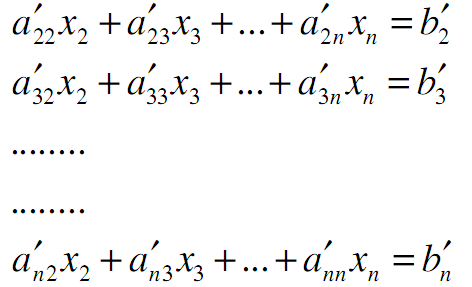 a′₂₂x₂ + a′₂₃x₃ + ... + a′₂ₙxₙ = b′₂
a′₃₂x₂ + a′₃₃x₃ + ... + a′₃ₙxₙ = b′₃
........
........
a′ₙ₂x₂ + a′ₙ₃x₃ + ... + a′ₙₙxₙ = b′ₙ